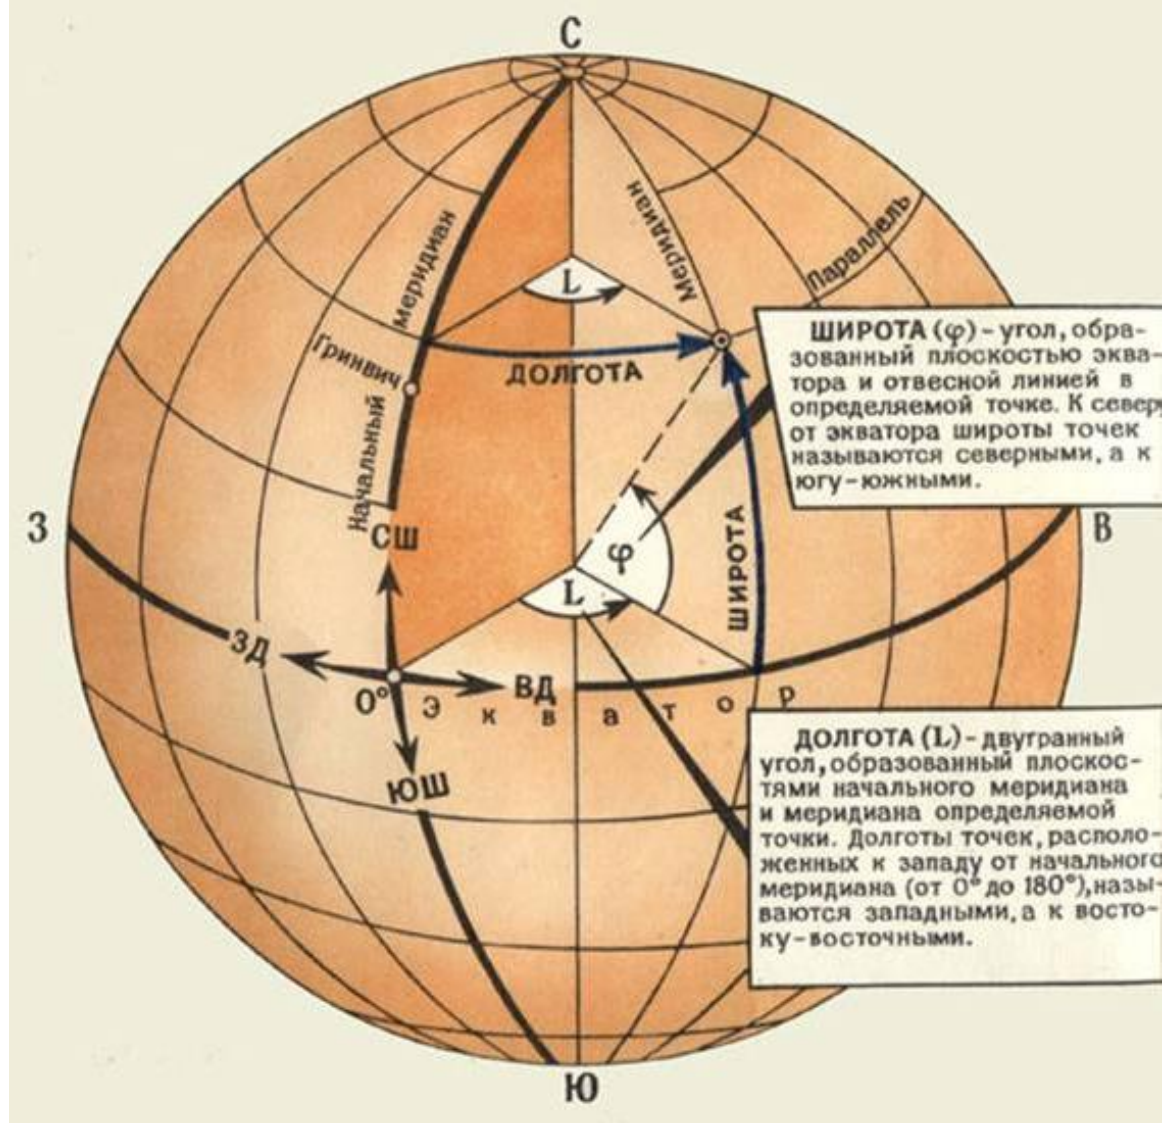 С
Меридиан
Параллель
меридиан
L
Гринвич
ДОЛГОТА
Начальный
ШИРОТА (φ) - угол, обра-
зованный плоскостью эква-
тора и отвесной линией в
определяемой точке. К север
от экватора широты точек
называются северными, а к
югу - южными.
З
СШ
В
ШИРОТА
φ
L
ЗД
0°
ВД
Экватор
ЮШ
ДОЛГОТА (L) - двугранный
угол, образованный плоскос-
тями начального меридиана
и меридиана определяемой
точки. Долготы точек, располо-
женных к западу от начального
меридиана (от 0° до 180°), назы-
ваются западными, а к восто-
ку - восточными.
Ю